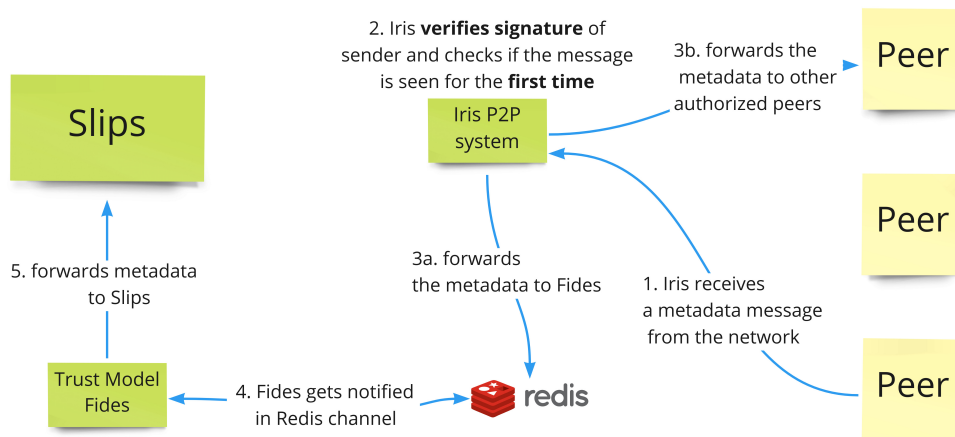 2. Iris verifies signature of
sender and checks if the message
is seen for the first time
3b. forwards the
metadata to other
authorized peers
Peer
Slips
Iris P2P
system
Peer
5. forwards metadata
to Slips
3a. forwards
the metadata to Fides
1. Iris receives
a metadata message
from the network
Trust Model
Fides
4. Fides gets notified
in Redis channel
redis
Peer